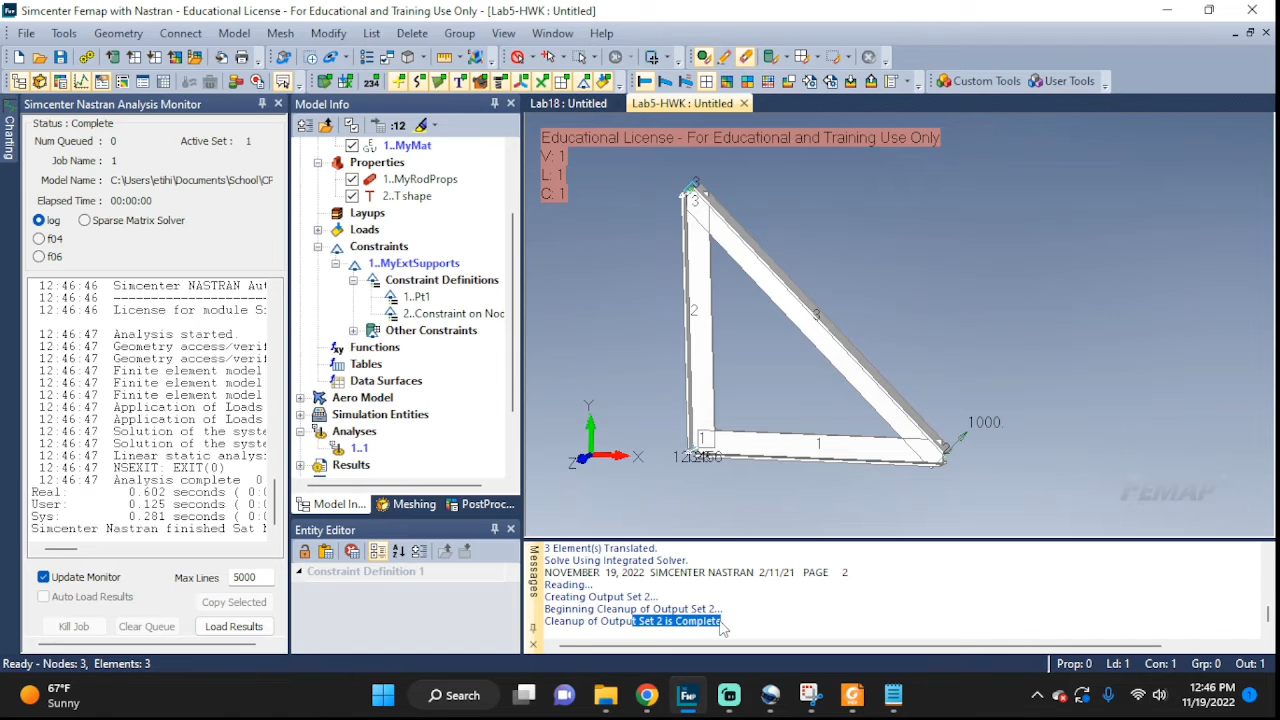 Simcenter Femap with Nastran - Educational License - For Educational and Training Use Only - [Lab5-HWK : Untitled]
File Tools Geometry Connect Model Mesh Modify List Delete Group View Window Help
234
Custom Tools User Tools
Charting
Simcenter Nastran Analysis Monitor
Status : Complete
Num Queued : 0 Active Set : 1
Job Name : 1
Model Name : C:\Users\etihi\Documents\School\CF
Elapsed Time : 00:00:00
log Sparse Matrix Solver
f04
f06
12:46:46 Simcenter NASTRAN Aut
12:46:46 ---------------------
12:46:46 License for module Si
12:46:47 Analysis started.
12:46:47 Geometry access/verif
12:46:47 Geometry access/verif
12:46:47 Finite element model
12:46:47 Finite element model
12:46:47 Finite element model
12:46:47 Application of Loads
12:46:47 Application of Loads
12:46:47 Solution of the syste
12:46:47 Solution of the syste
12:46:47 Linear static analysis
12:46:47 NSEXIT: EXIT(0)
12:46:47 Analysis complete 0
Real: 0.602 seconds ( 0:0
User: 0.125 seconds ( 0:0
Sys: 0.281 seconds ( 0:0
Simcenter Nastran finished Sat N
Update Monitor Max Lines 5000
Auto Load Results Copy Selected
Kill Job Clear Queue Load Results
Model Info
:12
1..MyMat
Properties
1..MyRodProps
2..T shape
Layups
Loads
Constraints
1..MyExtSupports
Constraint Definitions
1..Pt1
2..Constraint on Noc
Other Constraints
Functions
Tables
Data Surfaces
Aero Model
Simulation Entities
Analyses
1..1
Results
Model In... Meshing PostProc...
Entity Editor
Constraint Definition 1
Lab18 : Untitled Lab5-HWK : Untitled
Educational License - For Educational and Training Use Only
V: 1
L: 1
C: 1
3
2
3
1000.
1
1
Y
X
Z
FEMAP
Messages
3 Element(s) Translated.
Solve Using Integrated Solver.
NOVEMBER 19, 2022 SIMCENTER NASTRAN 2/11/21 PAGE 2
Reading...
Creating Output Set 2...
Beginning Cleanup of Output Set 2...
Cleanup of Output Set 2 is Complete
Ready - Nodes: 3, Elements: 3 Prop: 0 Ld: 1 Con: 1 Grp: 0 Out: 1
67°F
Sunny
Search
FMP
12:46 PM
11/19/2022